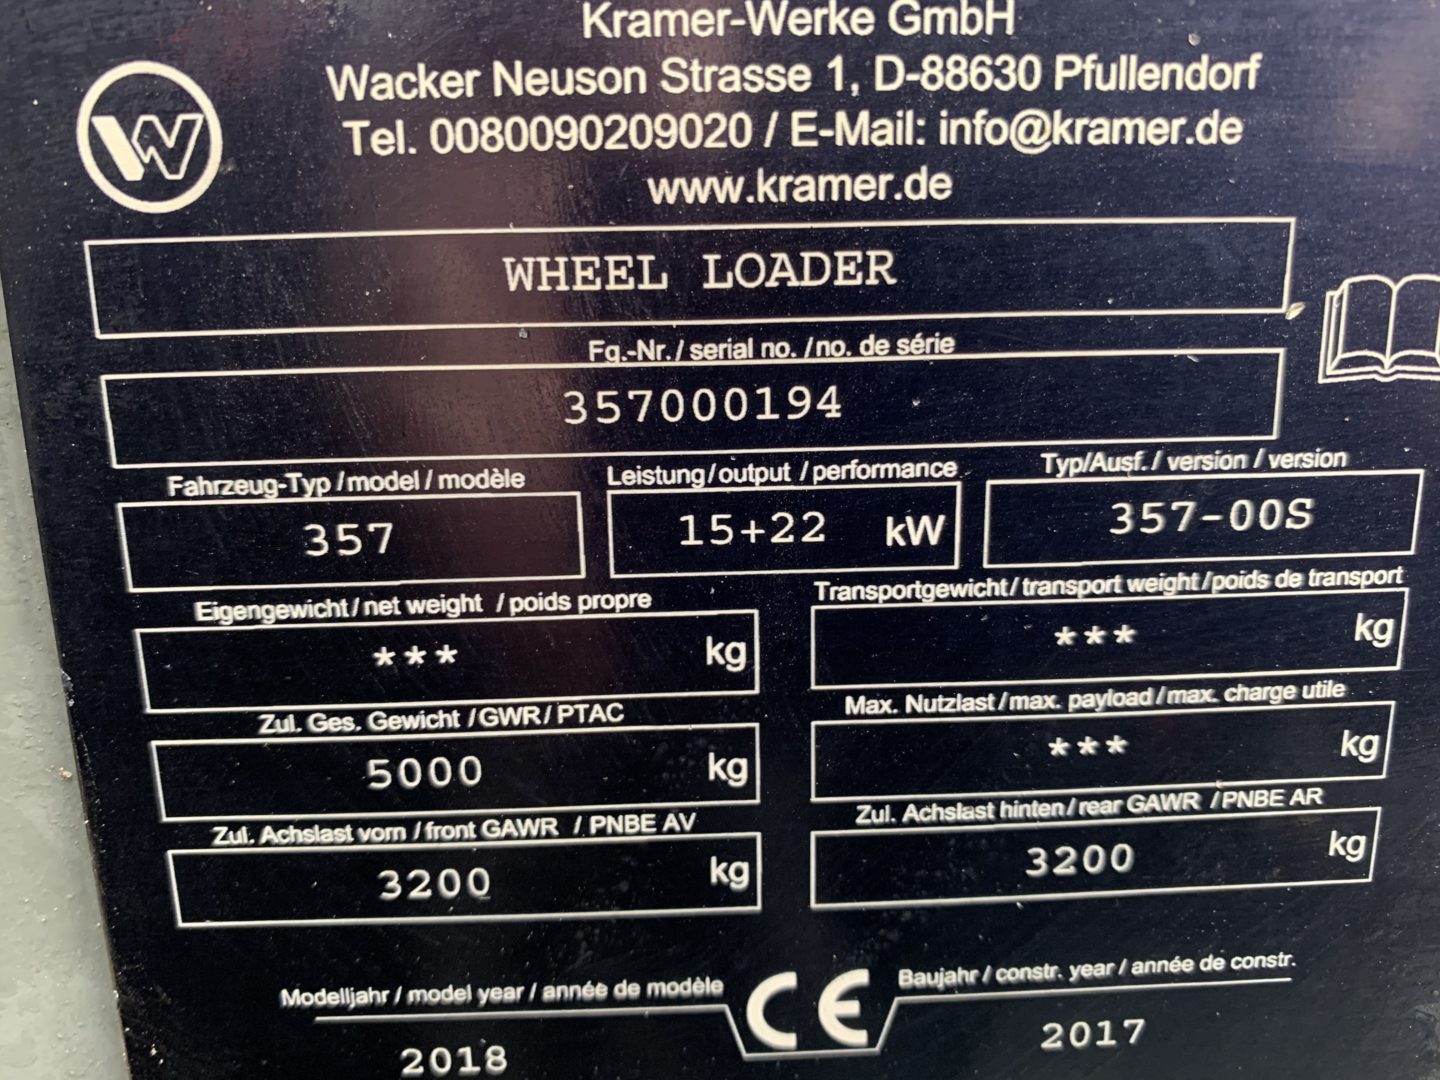 Kramer-Werke GmbH
Wacker Neuson Strasse 1, D-88630 Pfullendorf
Tel. 0080090209020 / E-Mail: info@kramer.de
www.kramer.de
WHEEL LOADER
Fg.-Nr. / serial no. / no. de série
357000194
Fahrzeug-Typ / model / modèle
357
Leistung / output / performance
15+22 kW
Typ/Ausf. / version / version
357-00S
Eigengewicht / net weight / poids propre
*** kg
Transportgewicht / transport weight / poids de transport
*** kg
Zul. Ges. Gewicht / GWR / PTAC
5000 kg
Max. Nutzlast / max. payload / max. charge utile
*** kg
Zul. Achslast vorn / front GAWR / PNBE AV
3200 kg
Zul. Achslast hinten / rear GAWR / PNBE AR
3200 kg
Modelljahr / model year / année de modèle
2018
CE
Baujahr / constr. year / année de constr.
2017